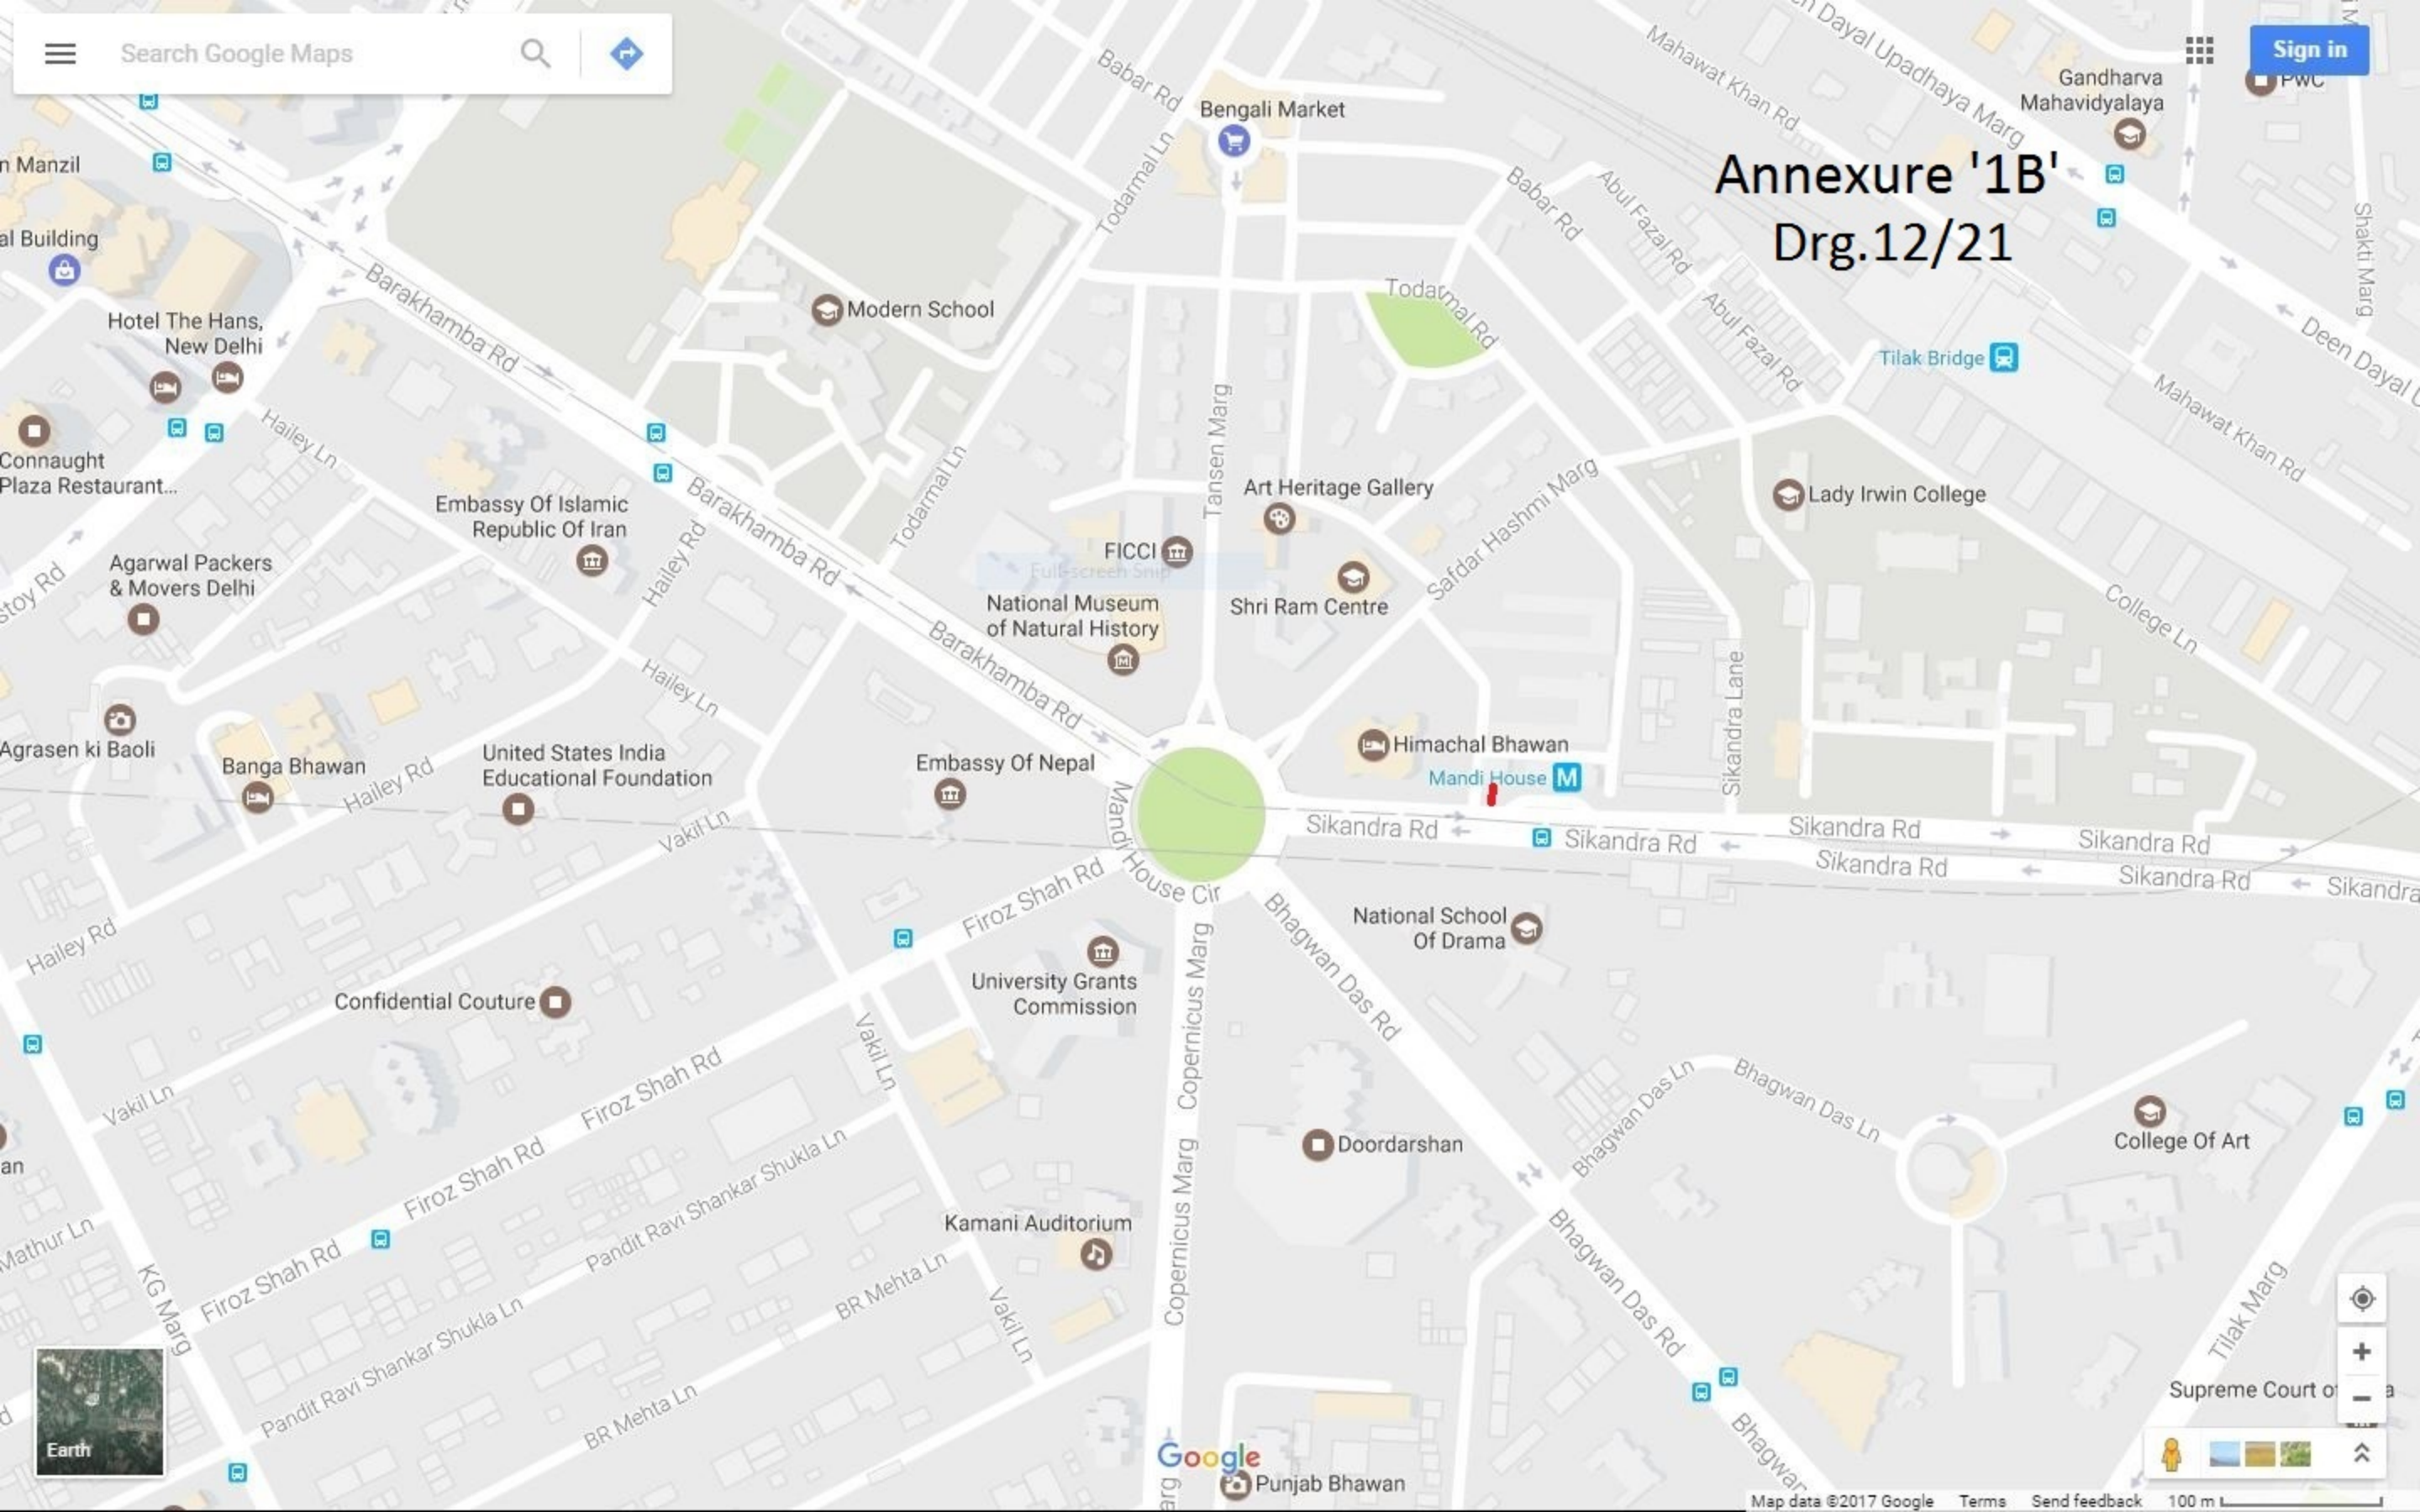 Search Google Maps
Sign in
Annexure '1B'
Drg.12/21
Babar Rd
Mahawat Khan Rd
Dayal Upadhyaya Marg
Gandharva
Mahavidyalaya
PwC
Bengali Market
n Manzil
al Building
Todarmal Ln
Babar Rd
Abul Fazal Rd
Shakti Marg
Barakhamba Rd
Modern School
Todarmal Rd
Abul Fazal Rd
Tilak Bridge
Deen Dayal U
Hotel The Hans,
New Delhi
Hailey Ln
Tansen Marg
Mahawat Khan Rd
Connaught
Plaza Restaurant...
Embassy Of Islamic
Republic Of Iran
Barakhamba Rd
Todarmal Ln
Art Heritage Gallery
Safdar Hashmi Marg
Lady Irwin College
Hailey Rd
FICCI
Full-screen Snip
stoy Rd
Agarwal Packers
& Movers Delhi
National Museum
of Natural History
Shri Ram Centre
College Ln
Hailey Ln
Barakhamba Rd
Sikandra Lane
Agrasen ki Baoli
Banga Bhawan
Hailey Rd
United States India
Educational Foundation
Embassy Of Nepal
Himachal Bhawan
Mandi House
M
Vakil Ln
Mandi House Cir
Sikandra Rd
Sikandra Rd
Sikandra Rd
Sikandra Rd
Sikandra Rd
Sikandra Rd
Sikandra
Firoz Shah Rd
Hailey Rd
Bhagwan Das Rd
National School
Of Drama
University Grants
Commission
Copernicus Marg
Confidential Couture
Vakil Ln
Firoz Shah Rd
Vakil Ln
Bhagwan Das Ln
Bhagwan Das Ln
College Of Art
an
Firoz Shah Rd
Pandit Ravi Shankar Shukla Ln
Copernicus Marg
Doordarshan
Mathur Ln
KG Marg
Firoz Shah Rd
Kamani Auditorium
BR Mehta Ln
Vakil Ln
Bhagwan Das Rd
Tilak Marg
Pandit Ravi Shankar Shukla Ln
BR Mehta Ln
Supreme Court of
a
Earth
Bhagwan
Google
arg
Punjab Bhawan
Map data ©2017 Google Terms Send feedback 100 m